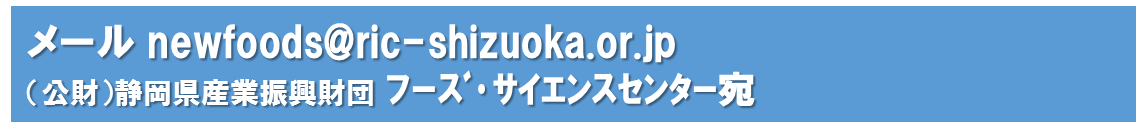 メール newfoods@ric-shizuoka.or.jp
（公財）静岡県産業振興財団 フーズ・サイエンスセンター宛